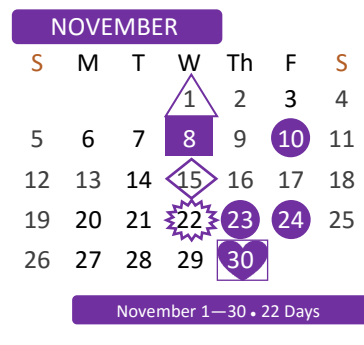 NOVEMBER
S M T W Th F S
1 2 3 4
5 6 7 8 9 10 11
12 13 14 15 16 17 18
19 20 21 22 23 24 25
26 27 28 29 30
November 1—30 • 22 Days